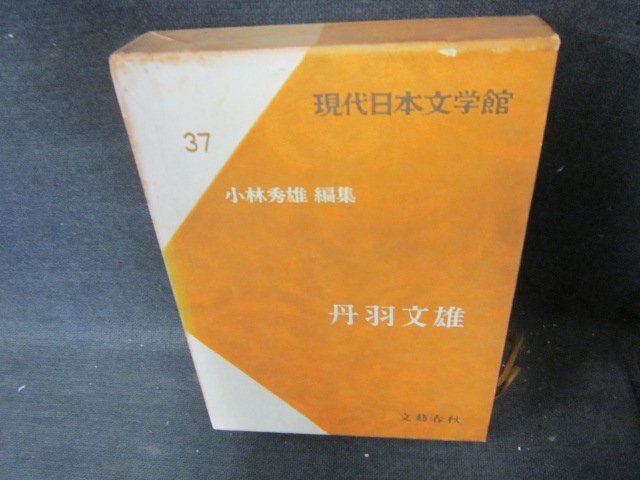 現代日本文学館
37
小林秀雄 編集
丹羽文雄
文藝春秋